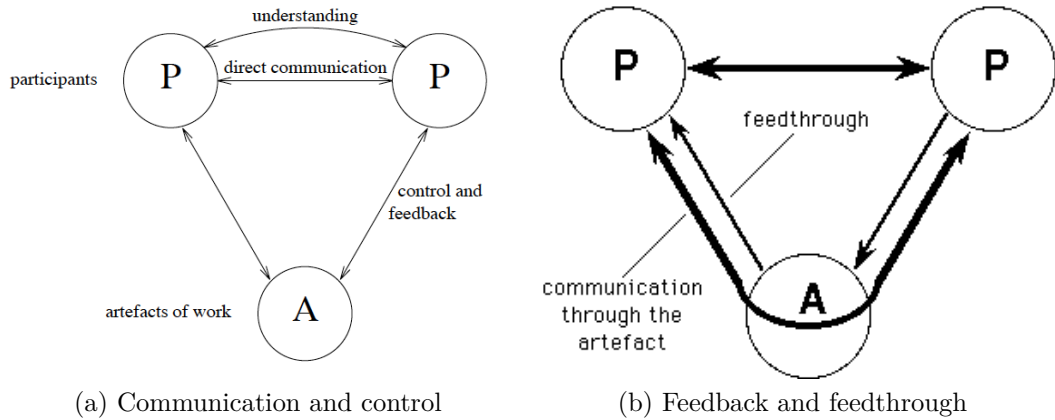 understanding
participants
P
direct communication
P
control and
feedback
artefacts of work
A
(a) Communication and control
P
P
feedthrough
communication
through the
artefact
A
(b) Feedback and feedthrough